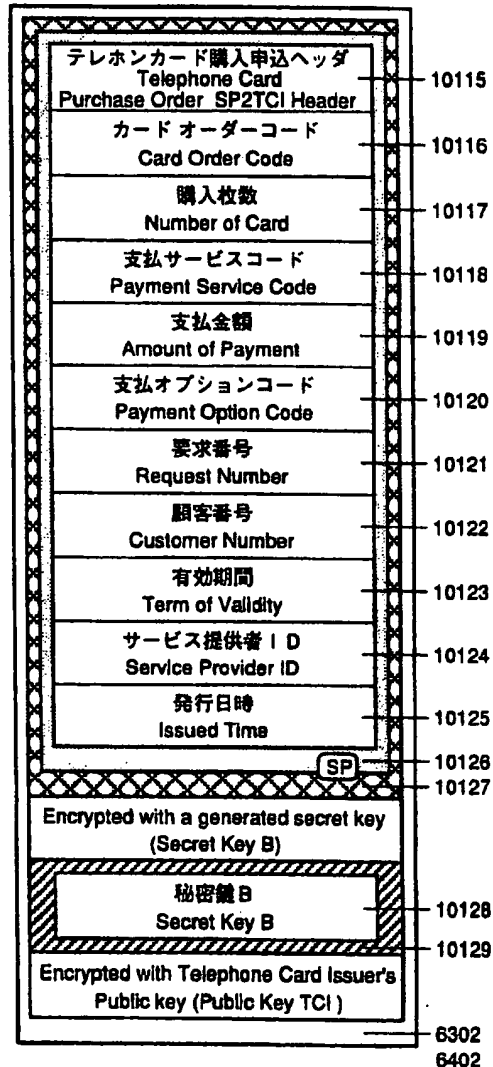 テレホンカード購入申込ヘッダ
Telephone Card
Purchase Order SP2TCI Header
10115
カード オーダーコード
Card Order Code
10116
購入枚数
Number of Card
10117
支払サービスコード
Payment Service Code
10118
支払金額
Amount of Payment
10119
支払オプションコード
Payment Option Code
10120
要求番号
Request Number
10121
顧客番号
Customer Number
10122
有効期間
Term of Validity
10123
サービス提供者ID
Service Provider ID
10124
発行日時
Issued Time
10125
SP
10126
10127
Encrypted with a generated secret key
(Secret Key B)
秘密鍵B
Secret Key B
10128
10129
Encrypted with Telephone Card Issuer's
Public key (Public Key TCI )
6302
6402